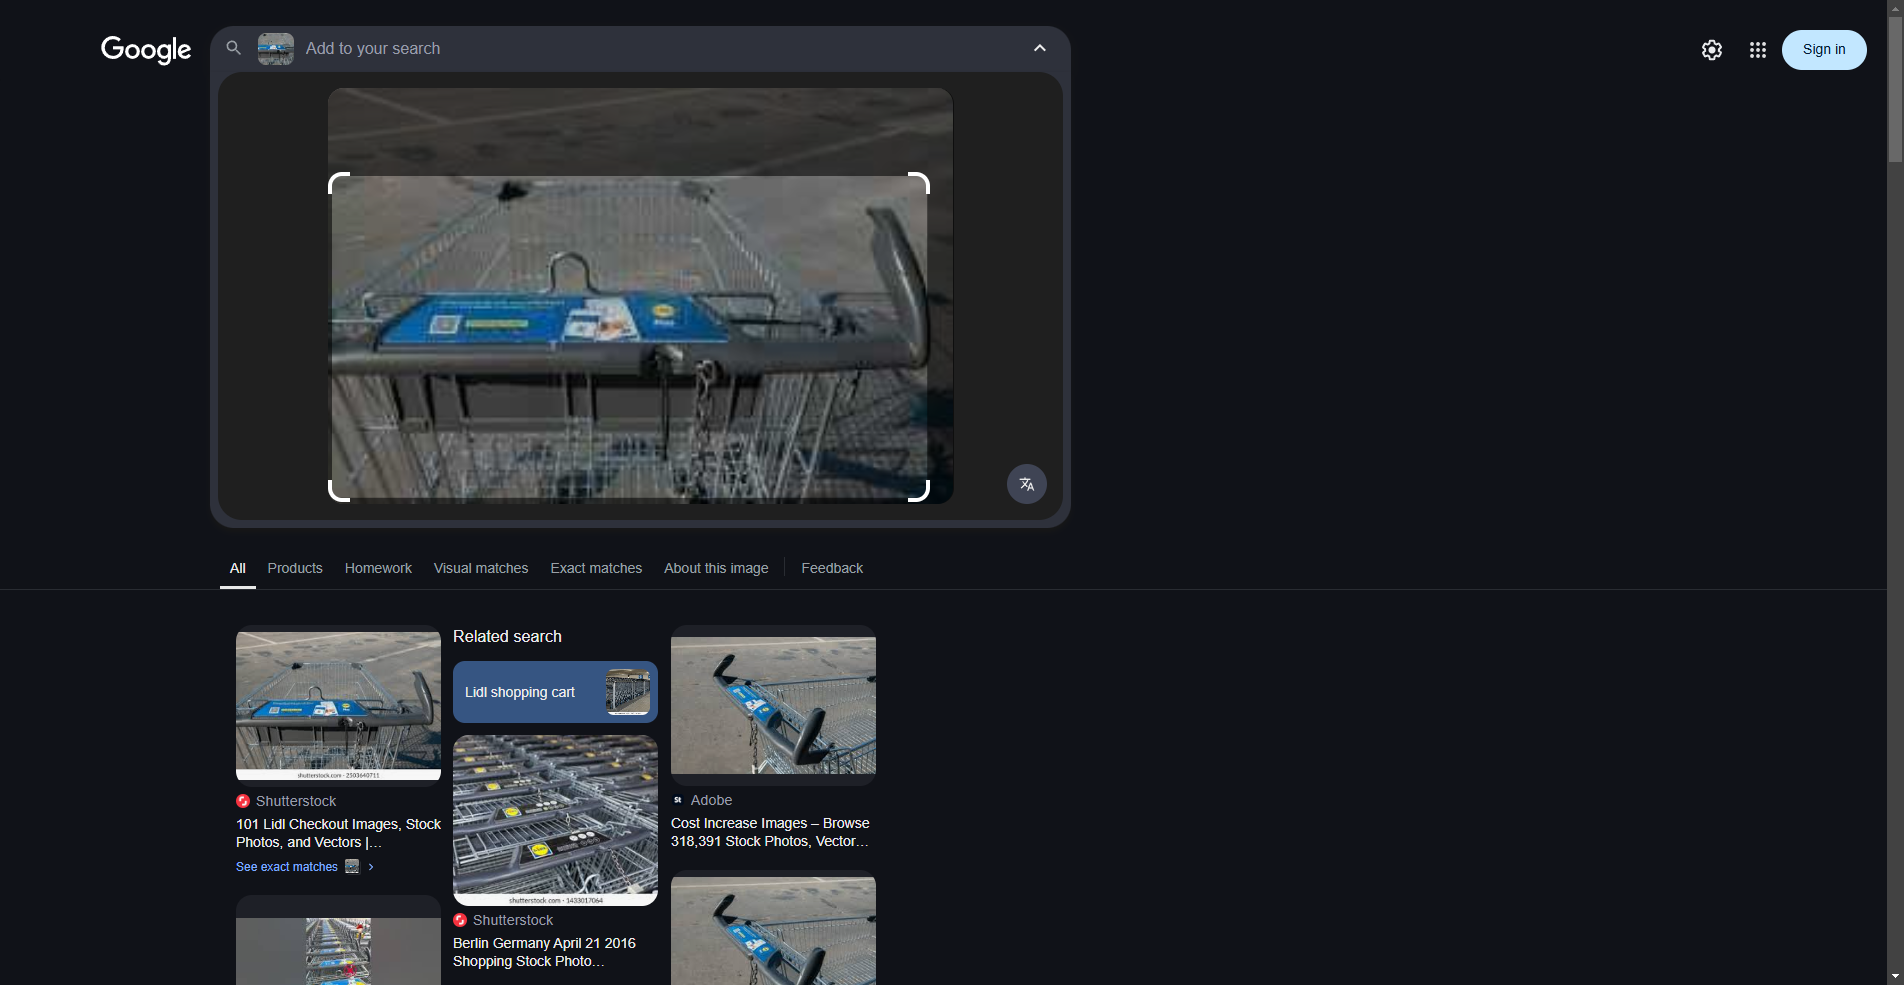 Google
Add to your search
Sign in
All
Products
Homework
Visual matches
Exact matches
About this image
Feedback
shutterstock.com · 2503640711
Shutterstock
101 Lidl Checkout Images, Stock
Photos, and Vectors |...
See exact matches
Related search
Lidl shopping cart
shutterstock.com · 1433017064
Shutterstock
Berlin Germany April 21 2016
Shopping Stock Photo...
St
Adobe
Cost Increase Images – Browse
318,391 Stock Photos, Vector...